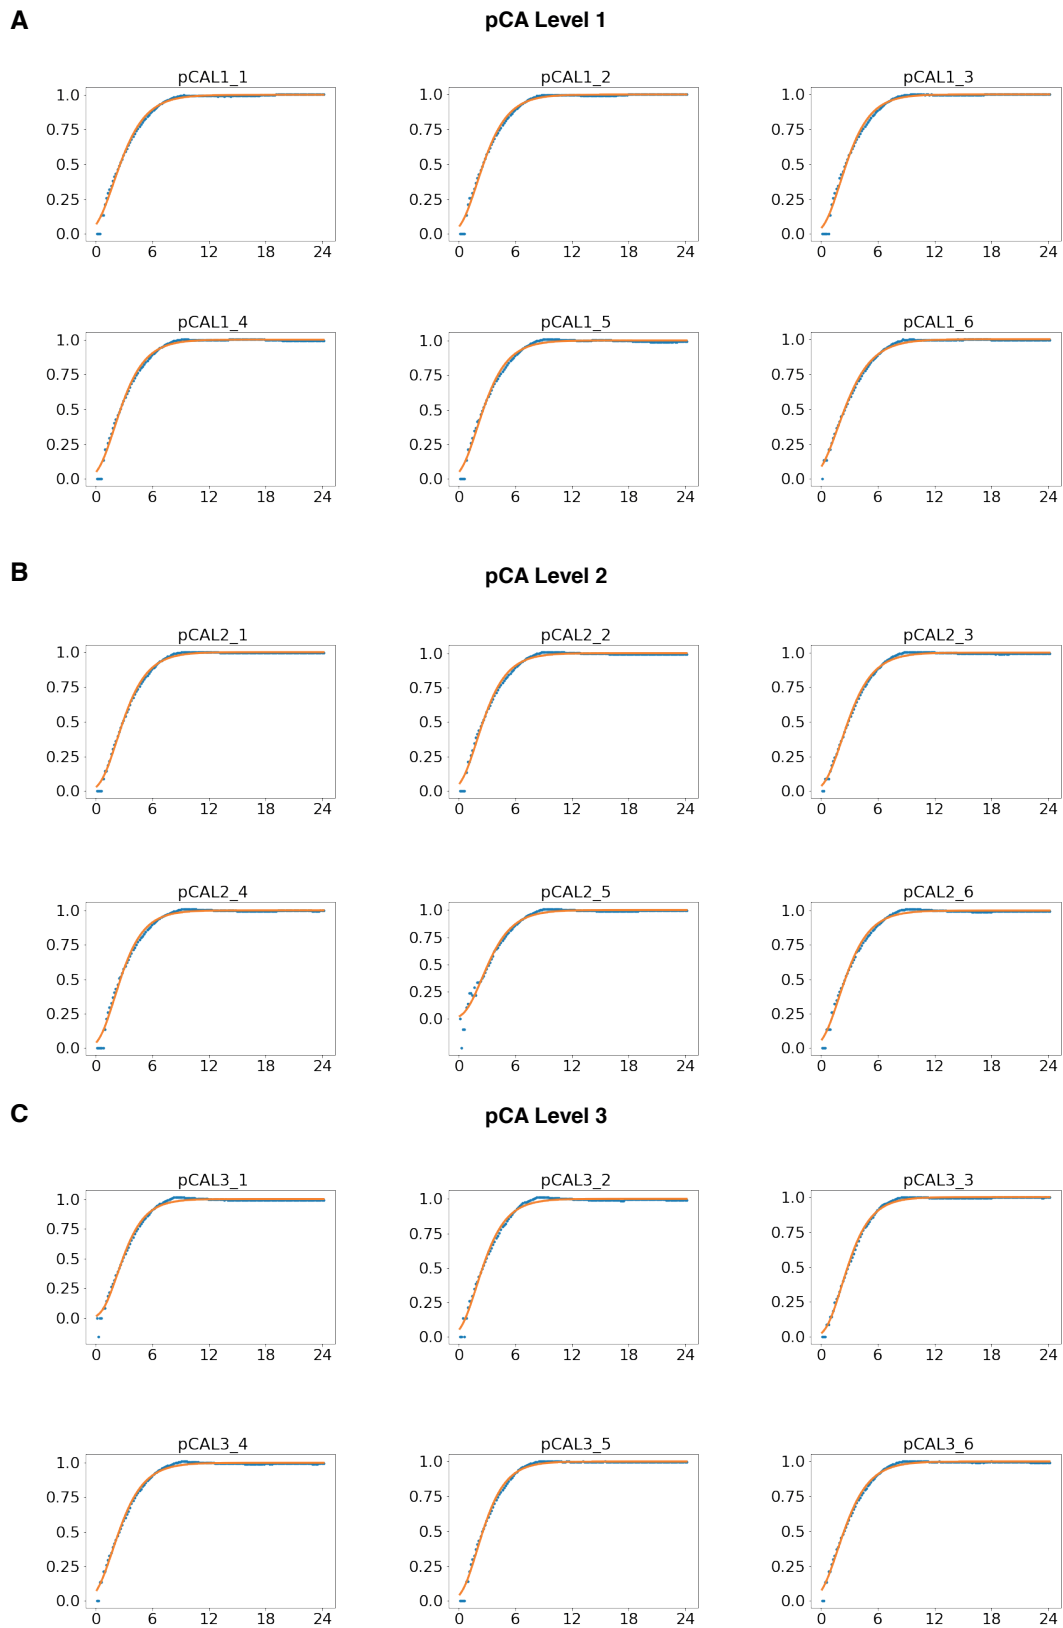 A
pCA Level 1
pCAL1_1 pCAL1_2 pCAL1_3
1.0 1.0 1.0
0.75 0.75 0.75
0.5 0.5 0.5
0.25 0.25 0.25
0.0 0.0 0.0
0 6 12 18 24 0 6 12 18 24 0 6 12 18 24
pCAL1_4 pCAL1_5 pCAL1_6
1.0 1.0 1.0
0.75 0.75 0.75
0.5 0.5 0.5
0.25 0.25 0.25
0.0 0.0 0.0
0 6 12 18 24 0 6 12 18 24 0 6 12 18 24
B
pCA Level 2
pCAL2_1 pCAL2_2 pCAL2_3
1.0 1.0 1.0
0.75 0.75 0.75
0.5 0.5 0.5
0.25 0.25 0.25
0.0 0.0 0.0
0 6 12 18 24 0 6 12 18 24 0 6 12 18 24
pCAL2_4 pCAL2_5 pCAL2_6
1.0 1.0 1.0
0.75 0.75 0.75
0.5 0.5 0.5
0.25 0.25 0.25
0.0 0.0 0.0
0 6 12 18 24 0 6 12 18 24 0 6 12 18 24
C
pCA Level 3
pCAL3_1 pCAL3_2 pCAL3_3
1.0 1.0 1.0
0.75 0.75 0.75
0.5 0.5 0.5
0.25 0.25 0.25
0.0 0.0 0.0
0 6 12 18 24 0 6 12 18 24 0 6 12 18 24
pCAL3_4 pCAL3_5 pCAL3_6
1.0 1.0 1.0
0.75 0.75 0.75
0.5 0.5 0.5
0.25 0.25 0.25
0.0 0.0 0.0
0 6 12 18 24 0 6 12 18 24 0 6 12 18 24